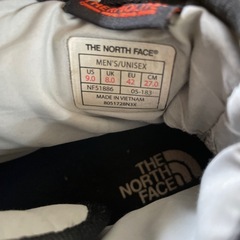 THE NORTH FACE
MEN'S/UNISEX
US UK EU CM
9.0 8.0 42 27.0
NF51886 05-183
MADE IN VIETNAM
8051728N3X
THE
NORTH
FACE